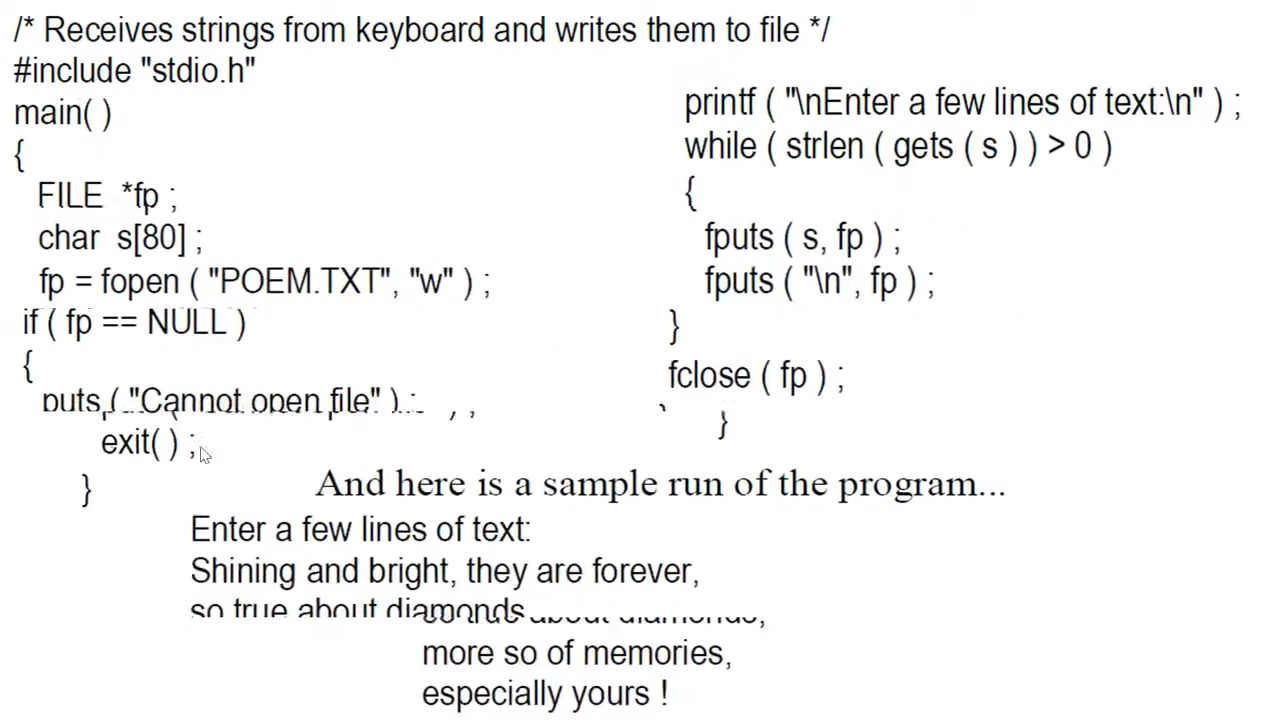 /* Receives strings from keyboard and writes them to file */
#include "stdio.h"
main( )
{
FILE *fp ;
char s[80] ;
fp = fopen ( "POEM.TXT", "w" ) ;
if ( fp == NULL )
{
puts ( "Cannot open file" ) ;
exit( ) ;
}
printf ( "\nEnter a few lines of text:\n" ) ;
while ( strlen ( gets ( s ) ) > 0 )
{
fputs ( s, fp ) ;
fputs ( "\n", fp ) ;
}
fclose ( fp ) ;
}
And here is a sample run of the program...
Enter a few lines of text:
Shining and bright, they are forever,
so true about diamonds,
more so of memories,
especially yours !